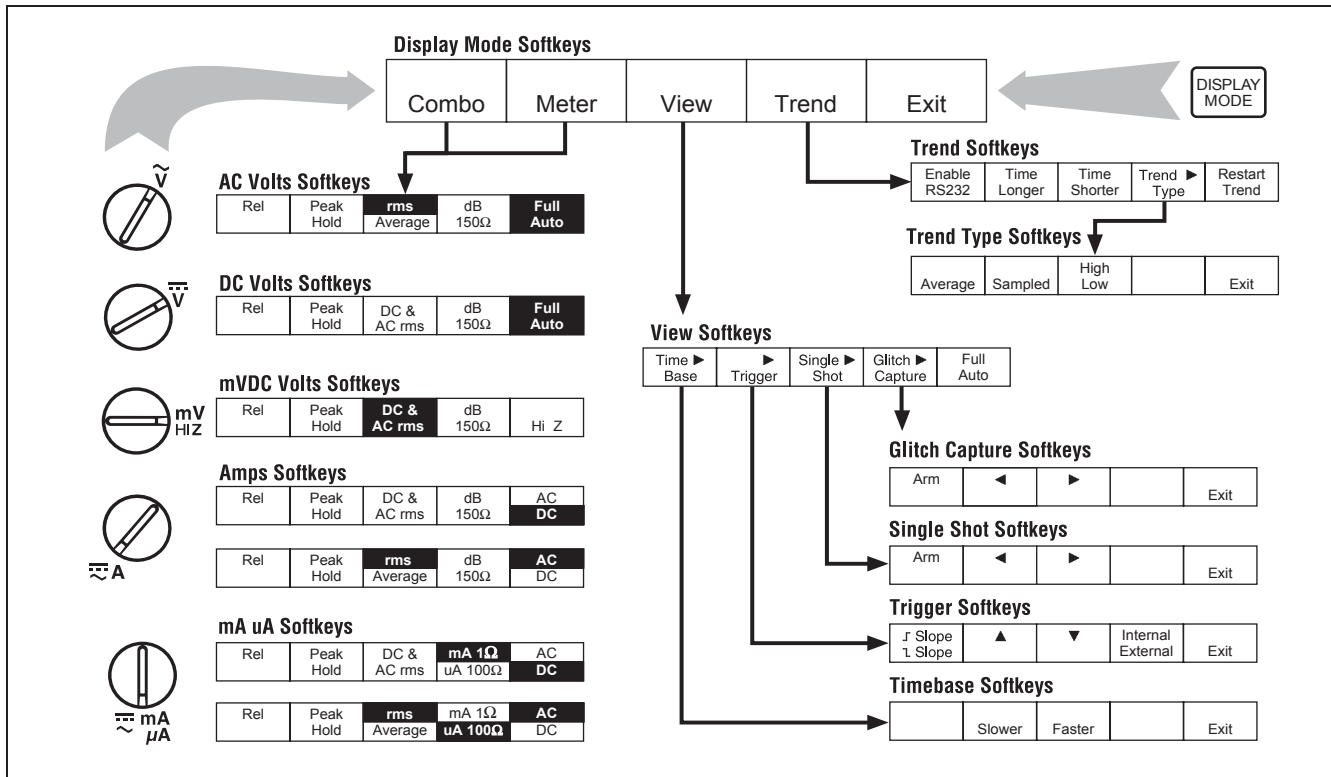 Display Mode Softkeys
Combo Meter View Trend Exit
DISPLAY
MODE
Trend Softkeys
Enable Time Time Trend ► Restart
RS232 Longer Shorter Type Trend
Trend Type Softkeys
High
Average Sampled Low Exit
~
V
AC Volts Softkeys
Rel Peak rms dB Full
Hold Average 150Ω Auto
V
DC Volts Softkeys
Rel Peak DC & dB Full
Hold AC rms 150Ω Auto
mV
HI Z
mVDC Volts Softkeys
Rel Peak DC & dB
Hold AC rms 150Ω Hi Z
~ A
Amps Softkeys
Rel Peak DC & dB AC
Hold AC rms 150Ω DC
Rel Peak rms dB AC
Hold Average 150Ω DC
~ mA
µA
mA uA Softkeys
Rel Peak DC & mA 1Ω AC
Hold AC rms uA 100Ω DC
Rel Peak rms mA 1Ω AC
Hold Average uA 100Ω DC
View Softkeys
Time ► ► Single ► Glitch ► Full
Base Trigger Shot Capture Auto
Glitch Capture Softkeys
Arm ◄ ►
Exit
Single Shot Softkeys
Arm ◄ ►
Exit
Trigger Softkeys
Slope ▲ ▼ Internal
Slope External Exit
Timebase Softkeys
Slower Faster Exit